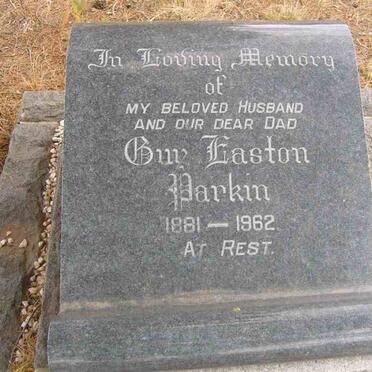 In Loving Memory
of
MY BELOVED HUSBAND
AND OUR DEAR DAD
Guy Easton
Parkin
1881 — 1962
AT REST.